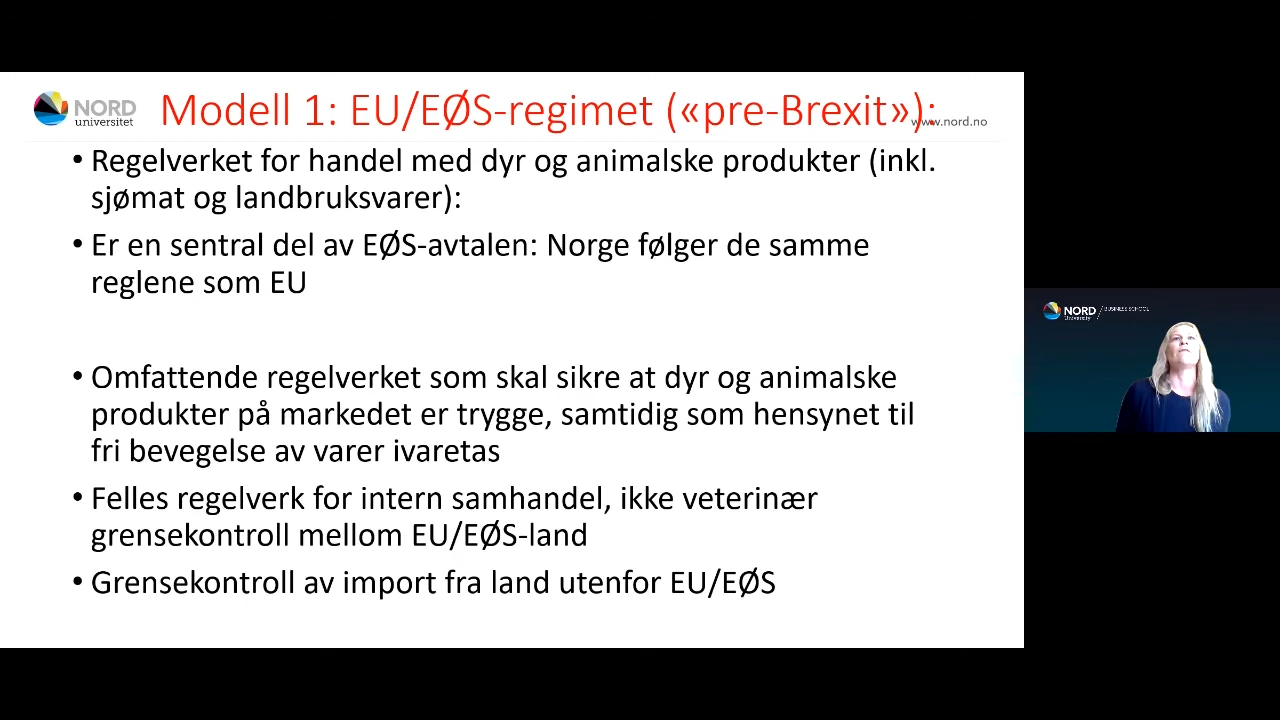 NORD
universitet
Modell 1: EU/EØS-regimet («pre-Brexit»):
www.nord.no
• Regelverket for handel med dyr og animalske produkter (inkl.
sjømat og landbruksvarer):
• Er en sentral del av EØS-avtalen: Norge følger de samme
reglene som EU
• Omfattende regelverket som skal sikre at dyr og animalske
produkter på markedet er trygge, samtidig som hensynet til
fri bevegelse av varer ivaretas
• Felles regelverk for intern samhandel, ikke veterinær
grensekontroll mellom EU/EØS-land
• Grensekontroll av import fra land utenfor EU/EØS
NORD / BUSINESS SCHOOL
University